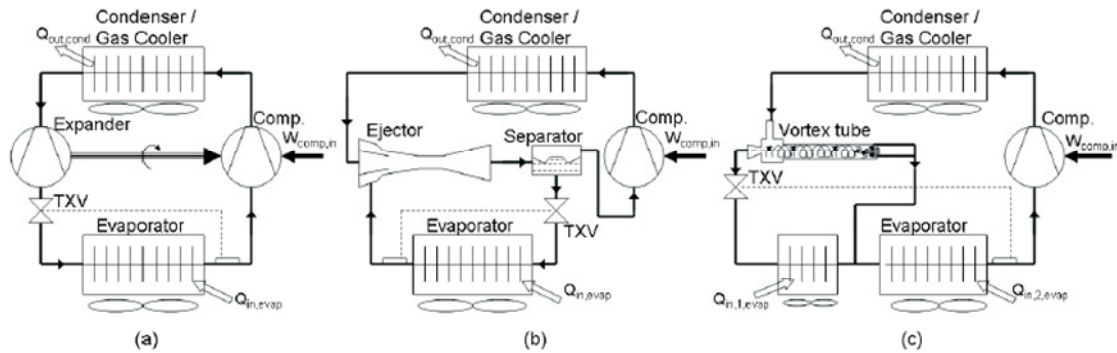 Condenser /
Gas Cooler
Qout,cond
Expander
Comp.
Wcomp,in
TXV
Evaporator
Qin,evap
(a)
Condenser /
Gas Cooler
Qout,cond
Ejector
Separator
Comp.
Wcomp,in
TXV
Evaporator
Qin,evap
(b)
Condenser /
Gas Cooler
Qout,cond
Vortex tube
Comp.
Wcomp,in
TXV
Evaporator
Qin,1,evap
Qin,2,evap
(c)